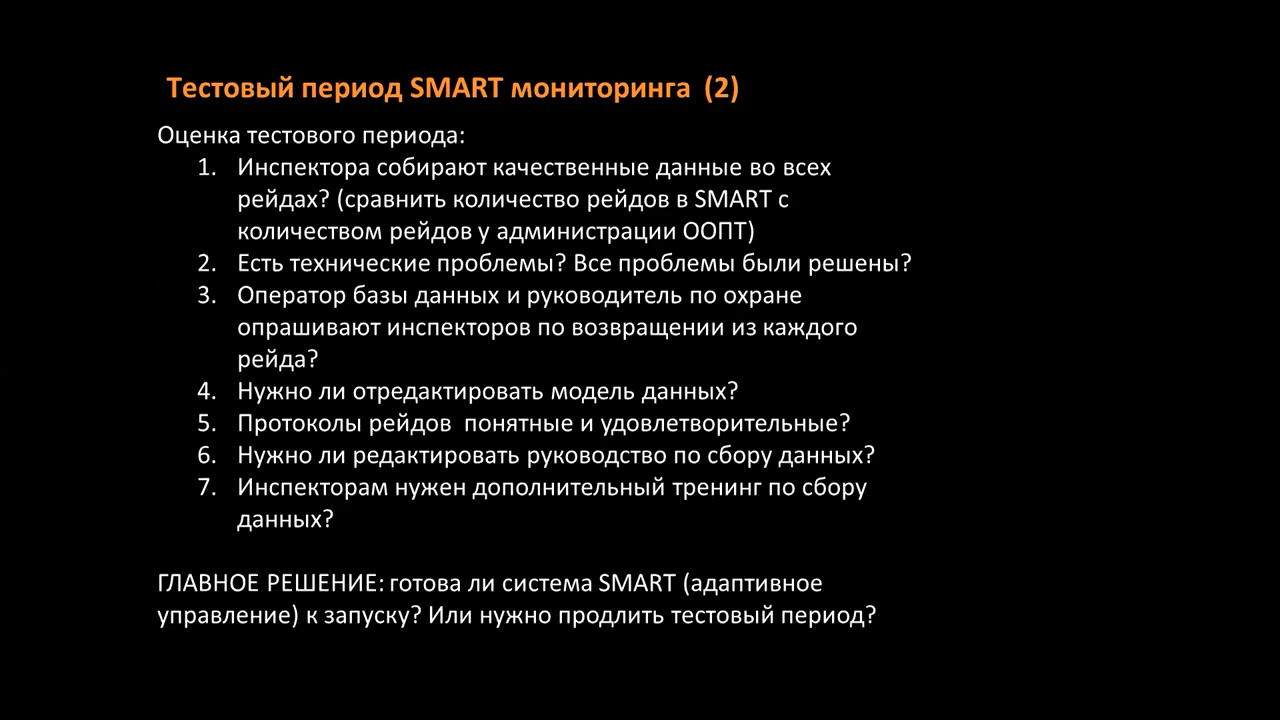 Тестовый период SMART мониторинга (2)
Оценка тестового периода:
1. Инспектора собирают качественные данные во всех
рейдах? (сравнить количество рейдов в SMART с
количеством рейдов у администрации ООПТ)
2. Есть технические проблемы? Все проблемы были решены?
3. Оператор базы данных и руководитель по охране
опрашивают инспекторов по возвращении из каждого
рейда?
4. Нужно ли отредактировать модель данных?
5. Протоколы рейдов понятные и удовлетворительные?
6. Нужно ли редактировать руководство по сбору данных?
7. Инспекторам нужен дополнительный тренинг по сбору
данных?
ГЛАВНОЕ РЕШЕНИЕ: готова ли система SMART (адаптивное
управление) к запуску? Или нужно продлить тестовый период?